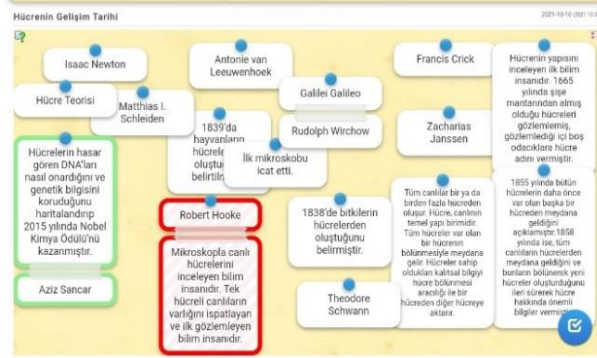 Hücrenin Gelişim Tarihi
Isaac Newton
Antonie van
Leeuwenhoek
Francis Crick
Hücrenin yapısını
inceleyen ilk bilim
insanıdır. 1665
yılında şişe
mantarından almış
olduğu hücreleri
gözlemlemiş,
gözlemlediği içi boş
odacıklara hücre
adını vermiştir.
Hücre Teorisi
Matthias I.
Schleiden
Galilei Galileo
Rudolph Wirchow
Zacharias
Janssen
1839'da
hayvanların
hücrele
oluştu
belirtiln
İlk mikroskobu
icat etti.
Hücrelerin hasar
gören DNA'ları
nasıl onardığını ve
genetik bilgisini
koruduğunu
haritalandırıp
2015 yılında Nobel
Kimya Ödülü'nü
kazanmıştır.
Aziz Sancar
Robert Hooke
Mikroskopla canlı
hücrelerini
inceleyen bilim
insanıdır. Tek
hücreli canlıların
varlığını ispatlayan
ve ilk gözlemleyen
bilim insanıdır.
1838'de bitkilerin
hücrelerden
oluştuğunu
belirmiştir.
Theodore
Schwann
Tüm canlılar bir ya da
birden fazla hücreden
oluşur. Hücre, canlının
temel yapı birimidir.
Tüm hücreler var olan
bir hücrenin
bölünmesiyle meydana
gelir. Hücreler sahip
oldukları kalıtsal bilgiyi
hücre bölünmesi
aracılığı ile bir
hücreden diğer hücreye
aktarır.
1855 yılında bütün
hücrelerin daha önce
var olan başka bir
hücreden meydana
geldiğini
açıklamıştır.1858
yılında ise, tüm
canlıların hücrelerden
meydana geldiğini ve
bunların bölünerek yeni
hücreler oluşturduğunu
ileri sürerek hücre
hakkında önemli
bilgiler vermiştir